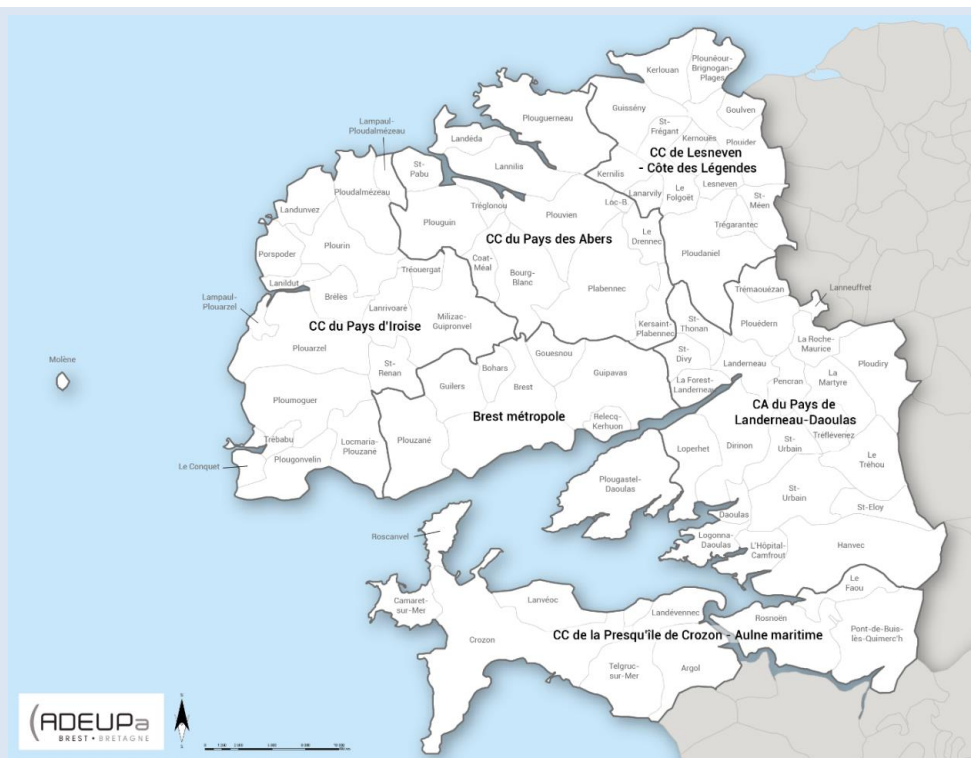 Kerlouan
Plounéour-
Brignogan-
Plages
Guissény
Goulven
St-
Frégant
Kernouës
Plouider
CC de Lesneven
- Côte des Légendes
Kernilis
Lanarvily
Le
Folgoët
Lesneven
St-
Méen
Trégarantec
Ploudaniel
Plouguerneau
Landéda
Lannilis
St-
Pabu
Tréglonou
Plouvien
Loc-B.
Le
Drennec
Plouguin
CC du Pays des Abers
Coat-
Méal
Bourg-
Blanc
Plabennec
Kersaint-
Plabennec
Lampaul-
Ploudalmézeau
Ploudalmézeau
Landunvez
Plourin
Porspoder
Lanildut
Tréouergat
Brélès
Lanrivoaré
Milizac-
Guipronvel
Lampaul-
Plouarzel
CC du Pays d'Iroise
Plouarzel
St-
Renan
Molène
Ploumoguer
Trébabu
Locmaria-
Plouzané
Plougonvelin
Le Conquet
Gouesnou
Bohars
Guipavas
Guilers
Brest
Brest métropole
Relecq-
Kerhuon
Plouzané
Plougastel-
Daoulas
Trémaouézan
Lanneuffret
St-
Thonan
Plouédern
La Roche-
Maurice
Ploudiry
St-
Divy
Landerneau
La
Martyre
La Forest-
Landerneau
Pencran
CA du Pays de
Landerneau-Daoulas
Loperhet
Dirinon
St-
Urbain
Tréflévénez
Le
Tréhou
St-
Urbain
St-Eloy
Daoulas
Logonna-
Daoulas
L'Hôpital-
Camfrout
Hanvec
Le
Faou
Roscanvel
Camaret-
sur-Mer
Lanvéoc
Landévennec
Rosnoën
Pont-de-Buis-
lès-Quimerc'h
Crozon
CC de la Presqu'île de Crozon - Aulne maritime
Telgruc-
sur-Mer
Argol
ADEUPa
BREST • BRETAGNE